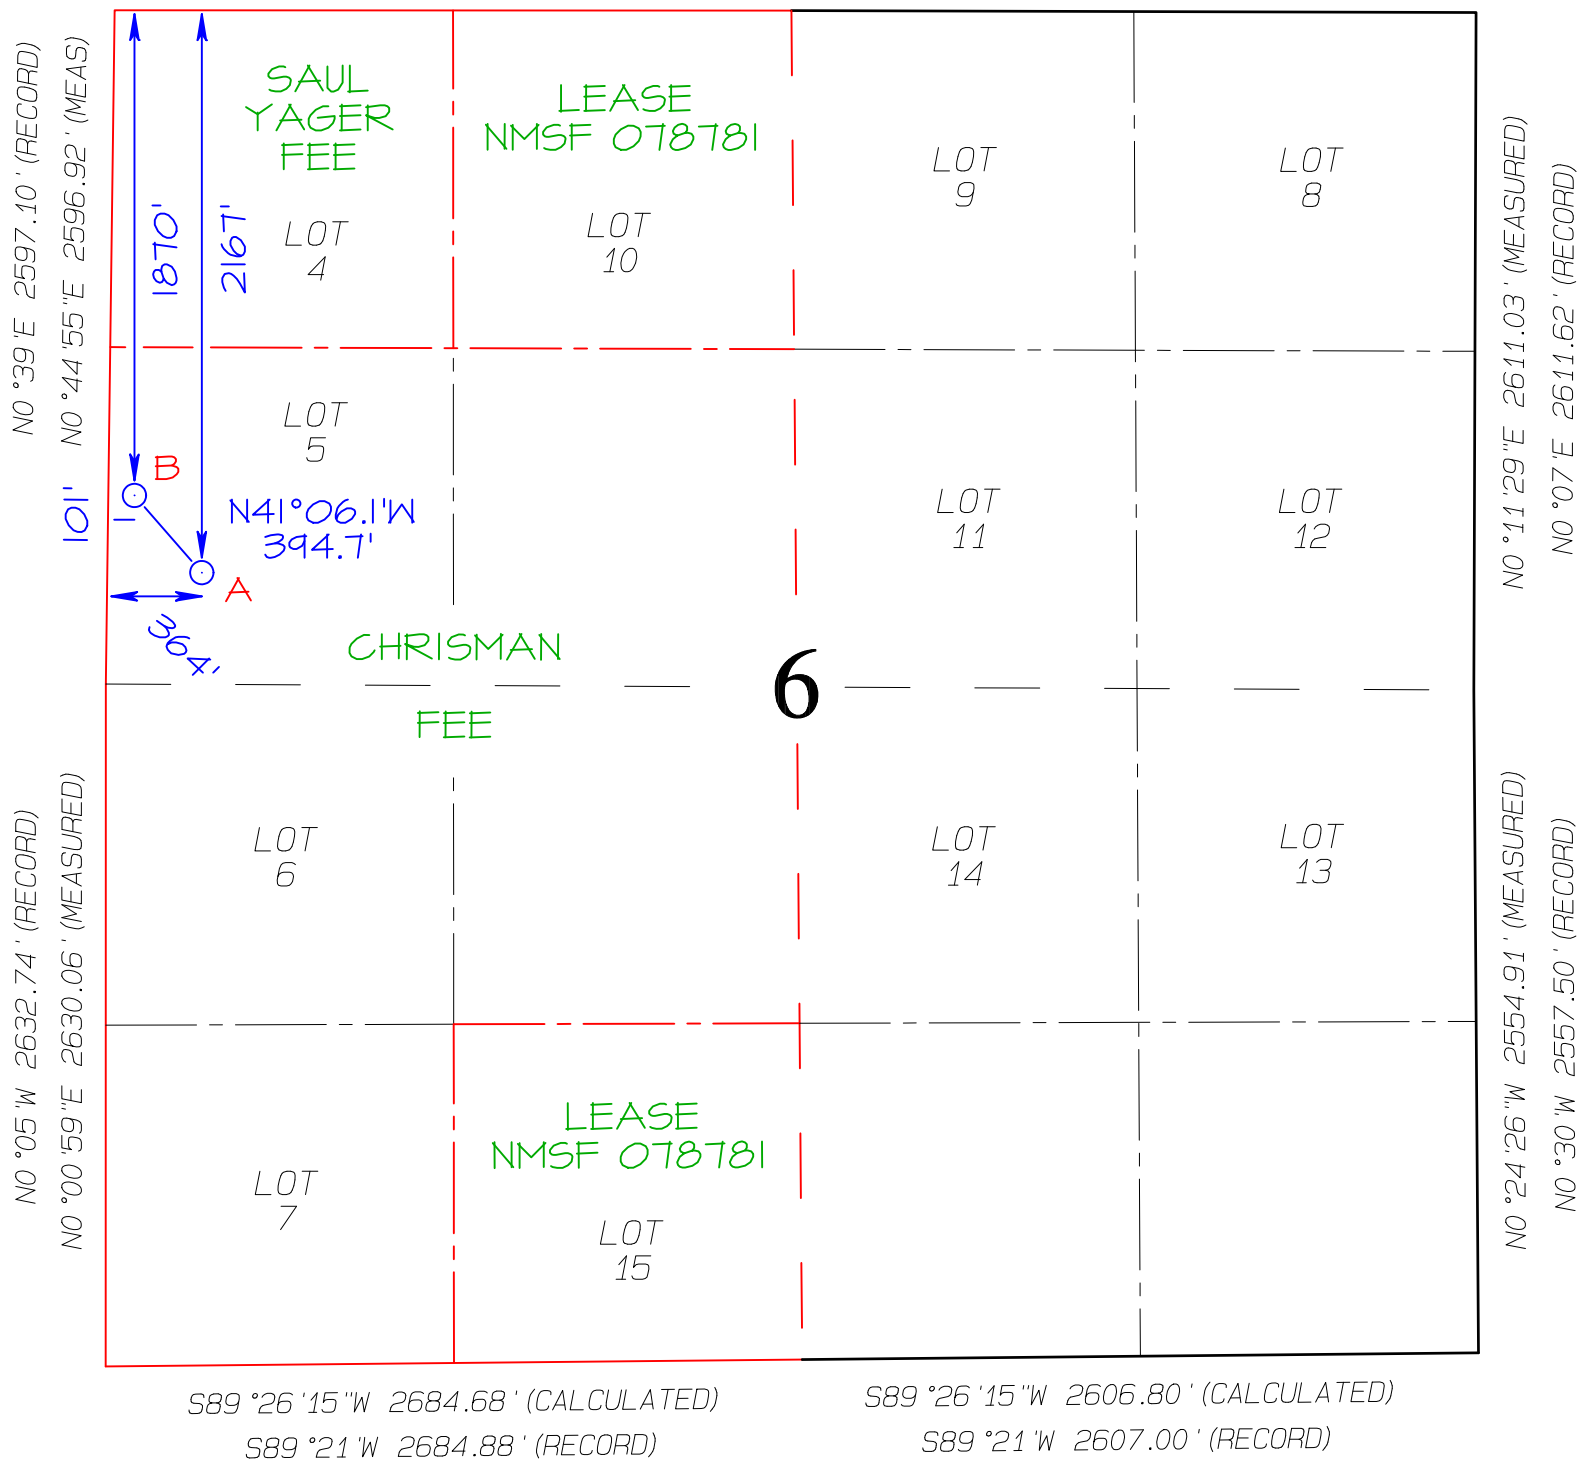 SAUL
YAGER
FEE
LOT
4
LEASE
NMSF 078781
LOT
10
LOT
9
LOT
8
1870'
2167'
N0°39'E 2597.10' (RECORD)
N0°44'55"E 2596.92' (MEAS)
N0°11'29"E 2611.03' (MEASURED)
N0°07'E 2611.62' (RECORD)
LOT
5
B
101'
N41°06.1'W
394.7'
A
364'
LOT
11
LOT
12
CHRISMAN
FEE
6
LOT
6
LOT
14
LOT
13
N0°05'W 2632.74' (RECORD)
N0°00'59"E 2630.06' (MEASURED)
N0°24'26"W 2554.91' (MEASURED)
N0°30'W 2557.50' (RECORD)
LOT
7
LEASE
NMSF 078781
LOT
15
S89°26'15"W 2684.68' (CALCULATED)
S89°21'W 2684.88' (RECORD)
S89°26'15"W 2606.80' (CALCULATED)
S89°21'W 2607.00' (RECORD)